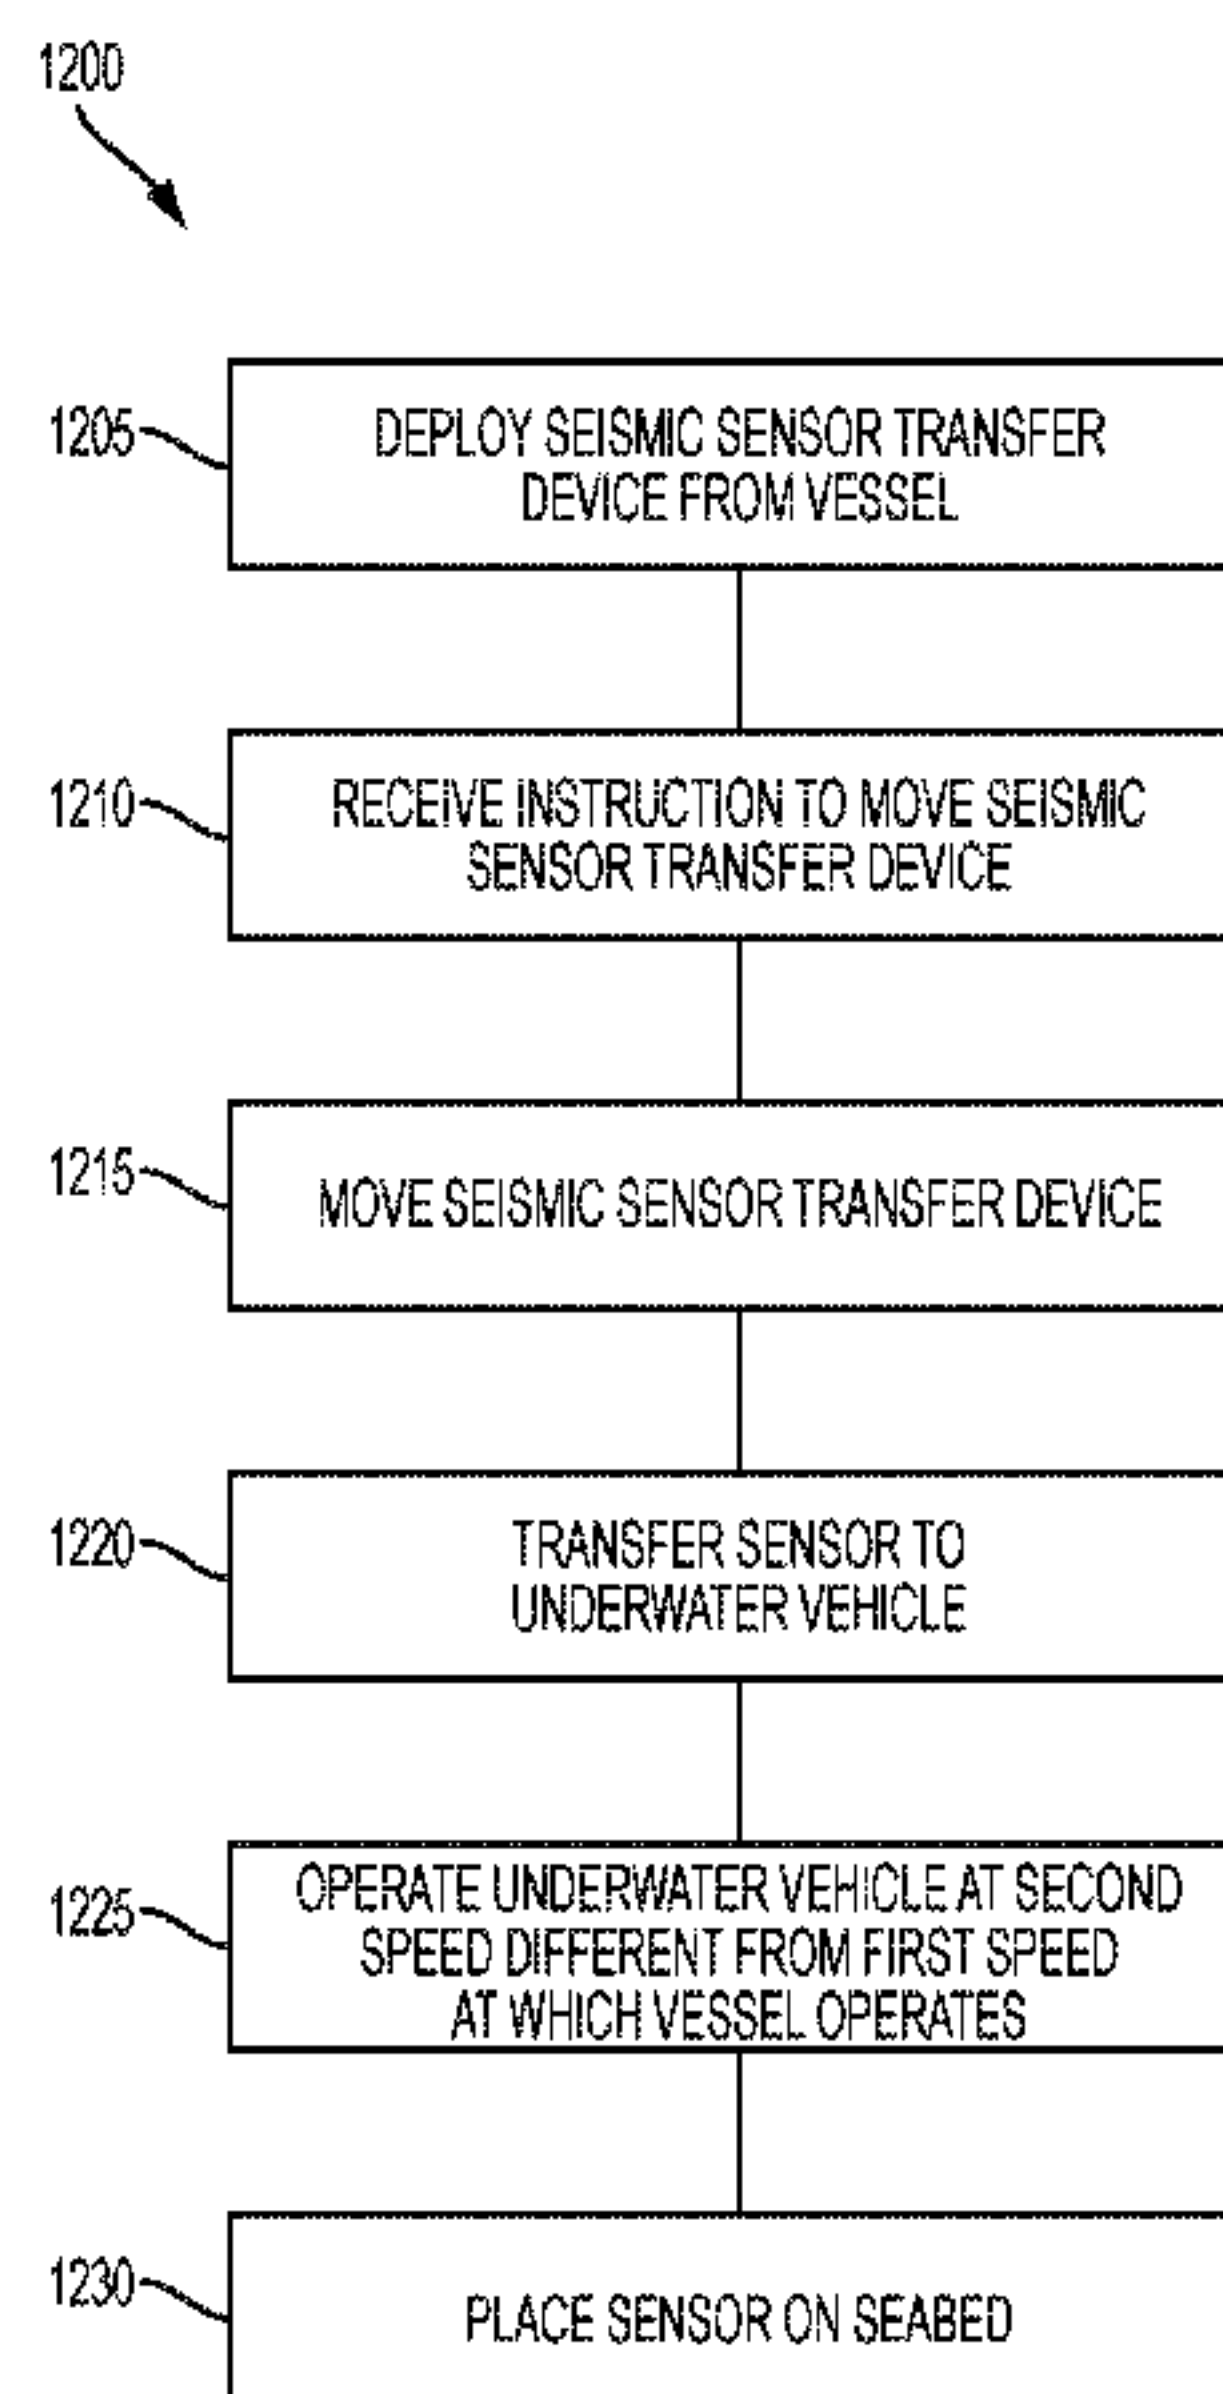 1200
1205
DEPLOY SEISMIC SENSOR TRANSFER
DEVICE FROM VESSEL
1210
RECEIVE INSTRUCTION TO MOVE SEISMIC
SENSOR TRANSFER DEVICE
1215
MOVE SEISMIC SENSOR TRANSFER DEVICE
1220
TRANSFER SENSOR TO
UNDERWATER VEHICLE
1225
OPERATE UNDERWATER VEHICLE AT SECOND
SPEED DIFFERENT FROM FIRST SPEED
AT WHICH VESSEL OPERATES
1230
PLACE SENSOR ON SEABED